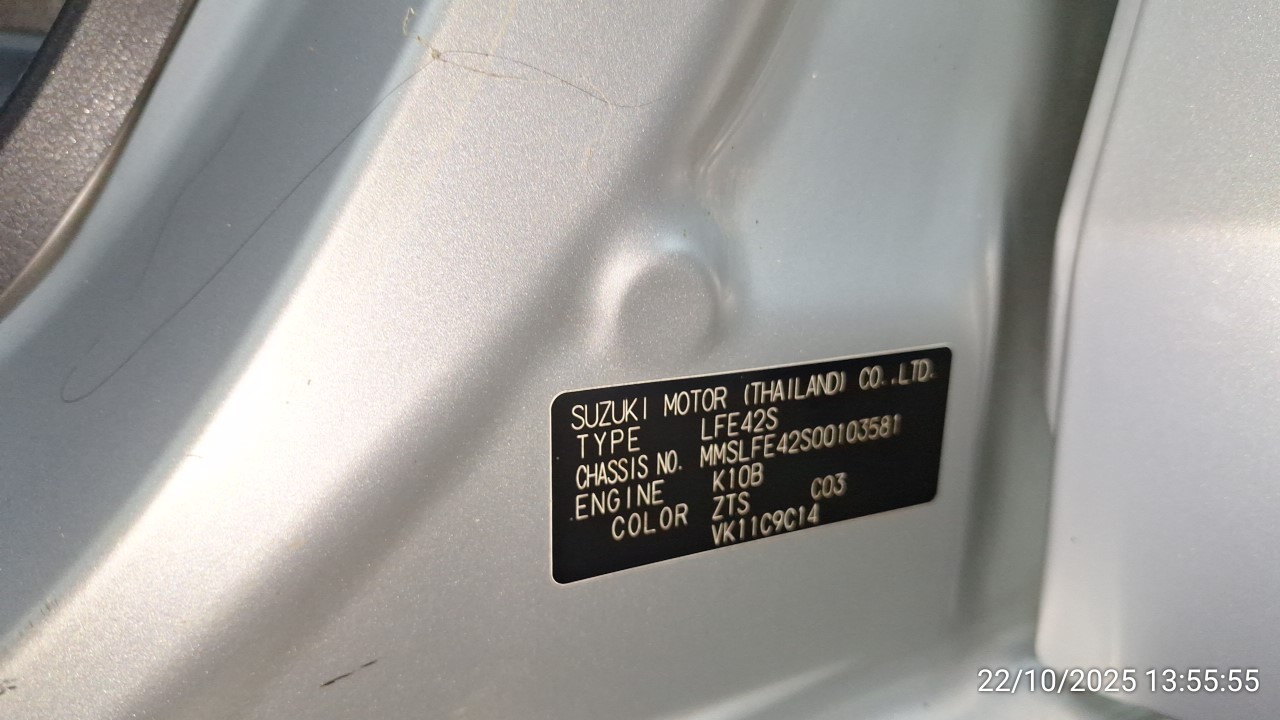 SUZUKI MOTOR (THAILAND) CO.,LTD.
TYPE LFE42S
CHASSIS NO. MMSLFE42S00103581
ENGINE K10B
COLOR ZTS C03
VK11C9C14
22/10/2025 13:55:55